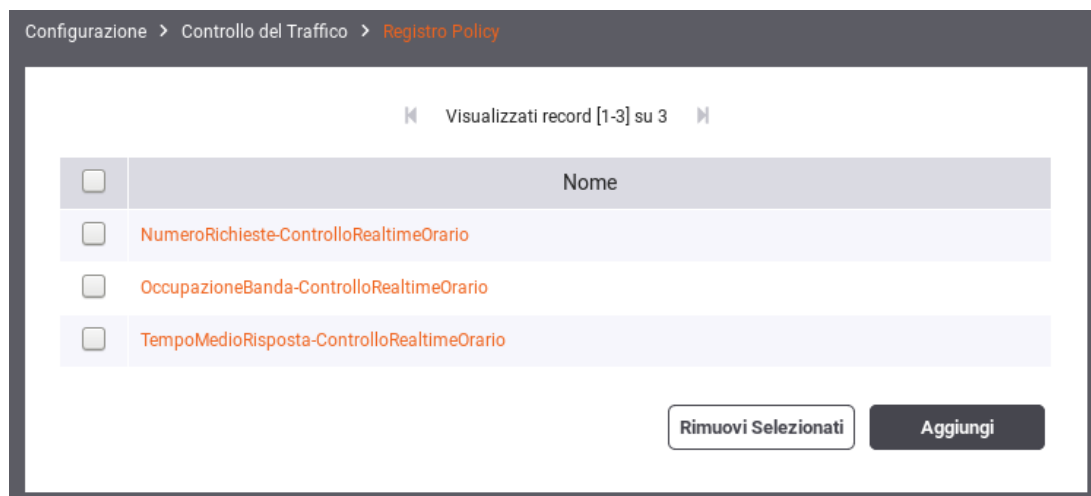 Configurazione > Controllo del Traffico > Registro Policy
Visualizzati record [1-3] su 3
Nome
NumeroRichieste-ControlloRealtimeOrario
OccupazioneBanda-ControlloRealtimeOrario
TempoMedioRisposta-ControlloRealtimeOrario
Rimuovi Selezionati Aggiungi